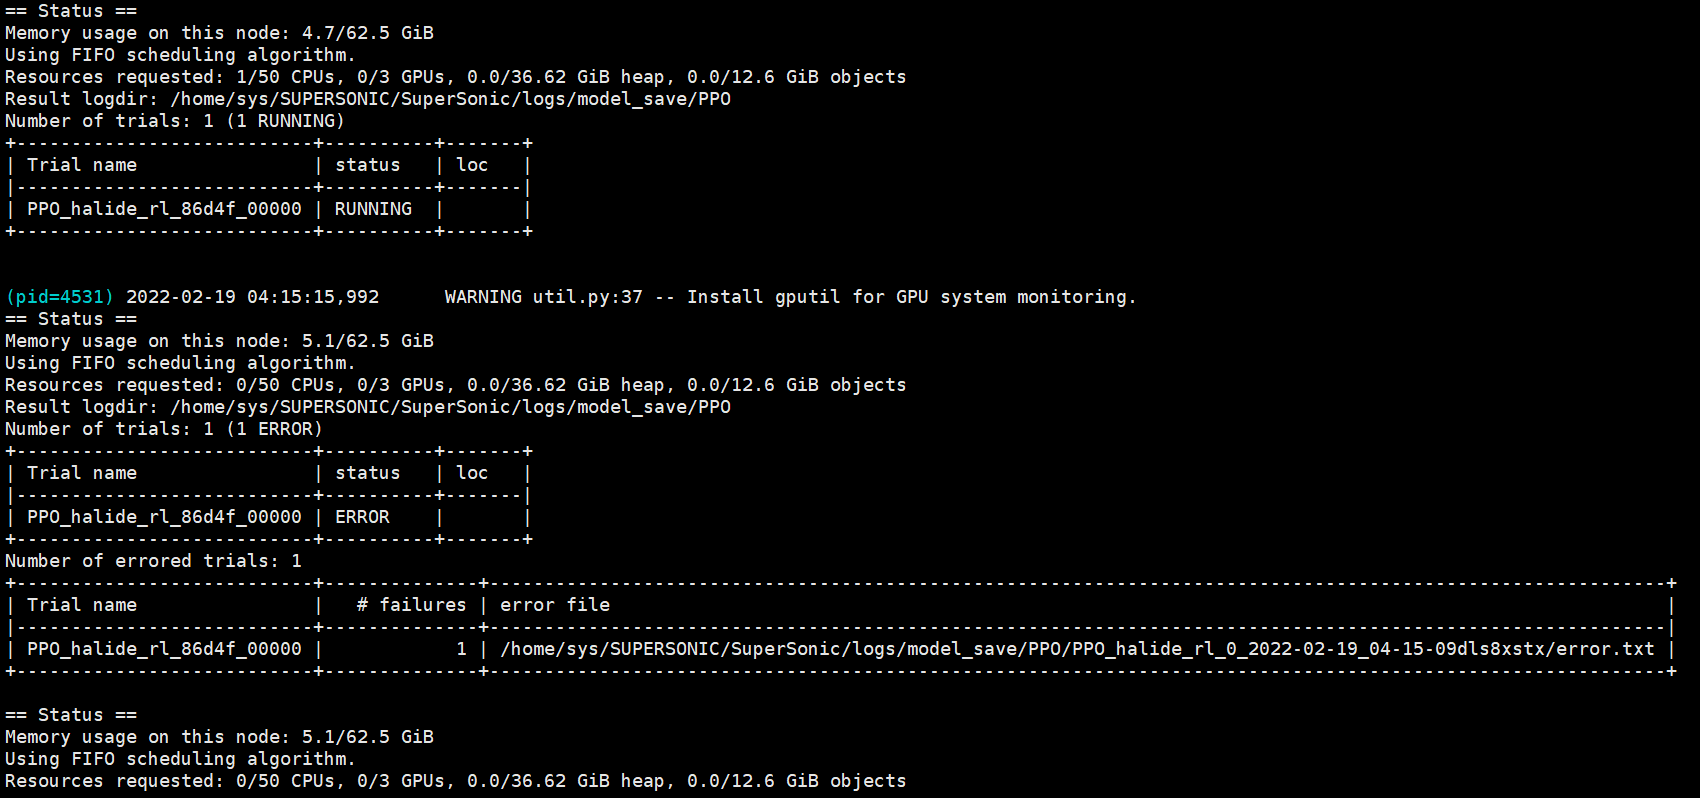 == Status ==
Memory usage on this node: 4.7/62.5 GiB
Using FIFO scheduling algorithm.
Resources requested: 1/50 CPUs, 0/3 GPUs, 0.0/36.62 GiB heap, 0.0/12.6 GiB objects
Result logdir: /home/sys/SUPERSONIC/SuperSonic/logs/model_save/PPO
Number of trials: 1 (1 RUNNING)
+---------------------------+----------+-------+
| Trial name                | status   | loc   |
|---------------------------+----------+-------|
| PPO_halide_rl_86d4f_00000 | RUNNING  |       |
+---------------------------+----------+-------+
(pid=4531) 2022-02-19 04:15:15,992      WARNING util.py:37 -- Install gputil for GPU system monitoring.
== Status ==
Memory usage on this node: 5.1/62.5 GiB
Using FIFO scheduling algorithm.
Resources requested: 0/50 CPUs, 0/3 GPUs, 0.0/36.62 GiB heap, 0.0/12.6 GiB objects
Result logdir: /home/sys/SUPERSONIC/SuperSonic/logs/model_save/PPO
Number of trials: 1 (1 ERROR)
+---------------------------+----------+-------+
| Trial name                | status   | loc   |
|---------------------------+----------+-------|
| PPO_halide_rl_86d4f_00000 | ERROR    |       |
+---------------------------+----------+-------+
Number of errored trials: 1
+---------------------------+--------------+-----------------------------------------------------------------------------------------------------------+
| Trial name                |   # failures | error file                                                                                                |
|---------------------------+--------------+-----------------------------------------------------------------------------------------------------------|
| PPO_halide_rl_86d4f_00000 |            1 | /home/sys/SUPERSONIC/SuperSonic/logs/model_save/PPO/PPO_halide_rl_0_2022-02-19_04-15-09dls8xstx/error.txt |
+---------------------------+--------------+-----------------------------------------------------------------------------------------------------------+
== Status ==
Memory usage on this node: 5.1/62.5 GiB
Using FIFO scheduling algorithm.
Resources requested: 0/50 CPUs, 0/3 GPUs, 0.0/36.62 GiB heap, 0.0/12.6 GiB objects